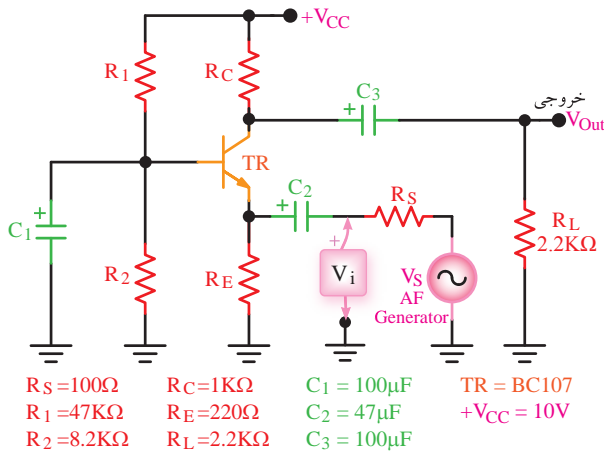 +VCC
R1
RC
C3
خروجی
VOut
TR
C2
RS
C1
+
R2
RE
Vi
VS
AF
Generator
RL
2.2KΩ
RS=100Ω
R1=47KΩ
R2=8.2KΩ
RC=1KΩ
RE=220Ω
RL=2.2KΩ
C1 = 100µF
C2 = 47µF
C3 = 100µF
TR = BC107
+VCC = 10V